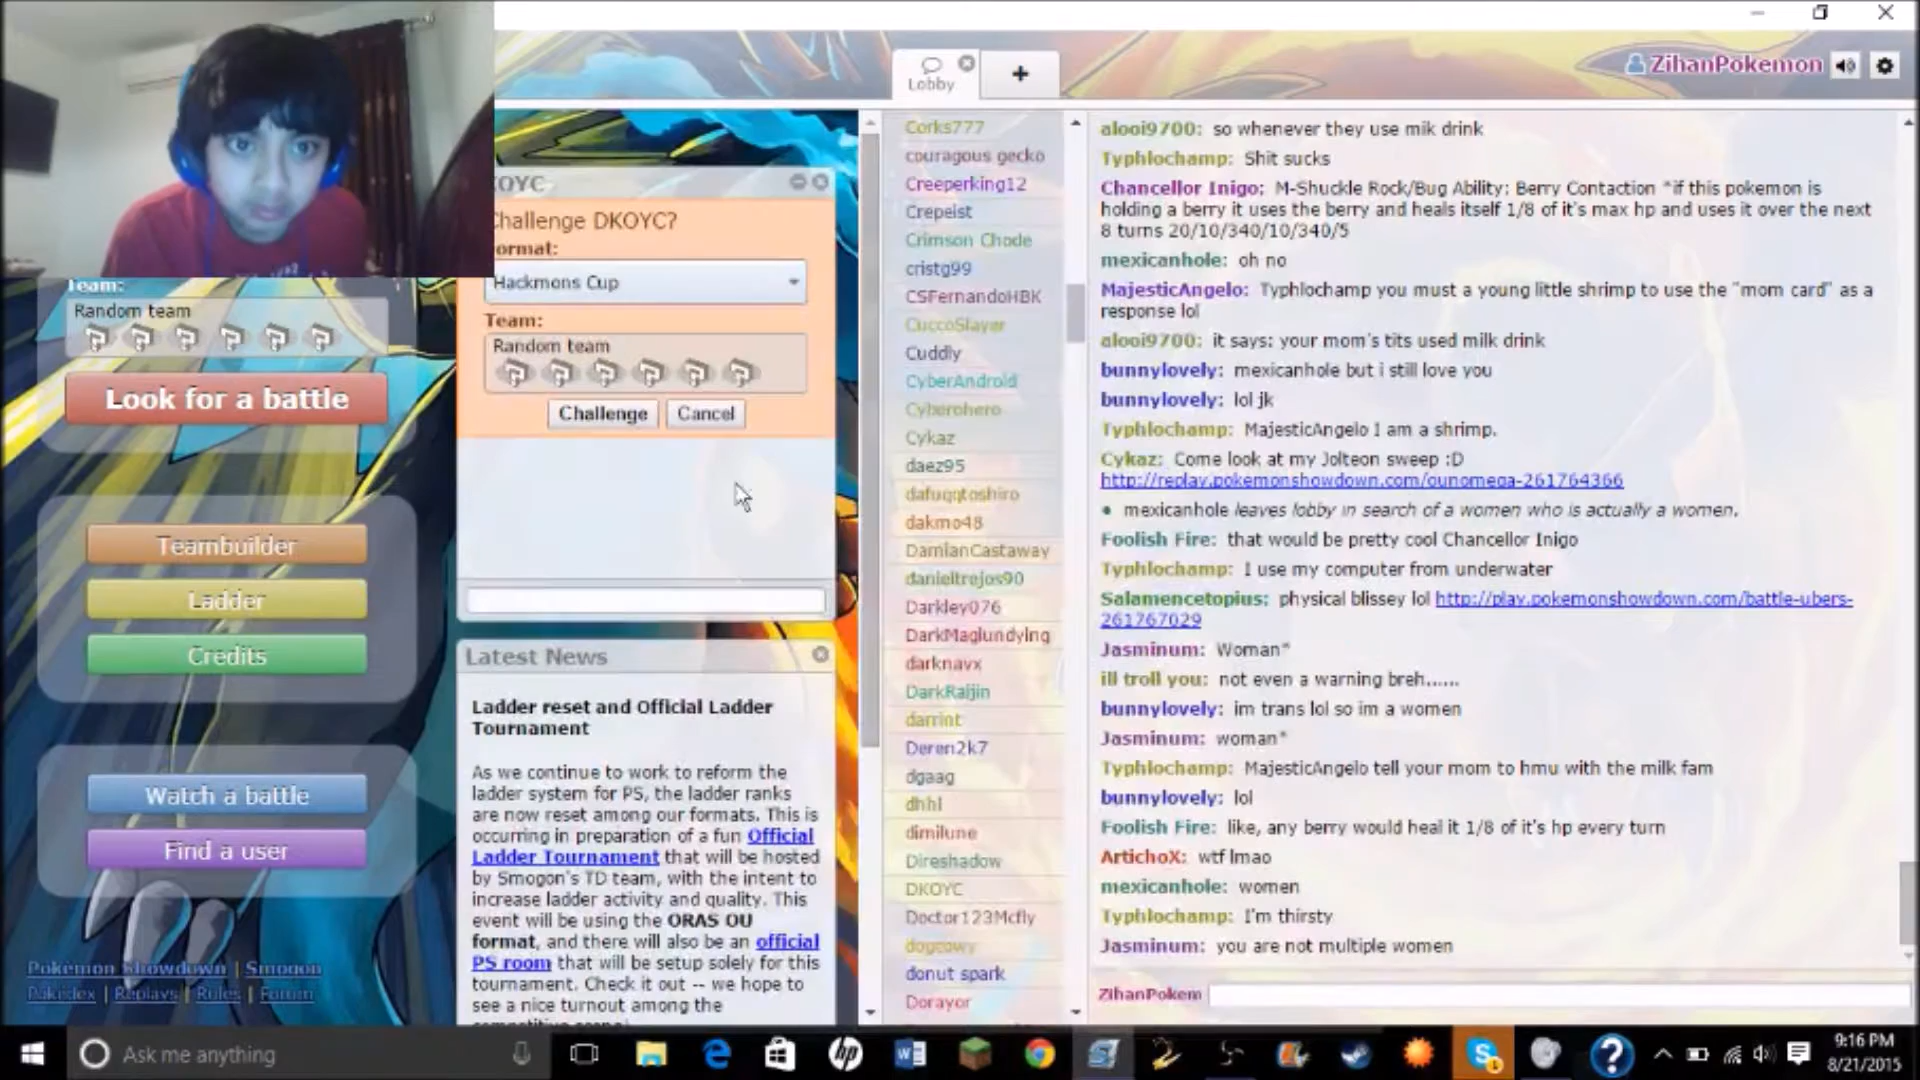 ZihanPokemon
Lobby
+
OYC
Challenge DKOYC?
ormat:
Hackmons Cup
Team:
Random team
Challenge
Cancel
Team:
Random team
Look for a battle
Teambuilder
Ladder
Credits
Watch a battle
Find a user
Pokemon Showdown | Smogon
Pokédex | Replays | Rules | Forum
Latest News
Ladder reset and Official Ladder
Tournament
As we continue to work to reform the
ladder system for PS, the ladder ranks
are now reset among our formats. This is
occurring in preparation of a fun Official
Ladder Tournament that will be hosted
by Smogon's TD team, with the intent to
increase ladder activity and quality. This
event will be using the ORAS OU
format, and there will also be an official
PS room that will be setup solely for this
tournament. Check it out -- we hope to
see a nice turnout among the
Corks777
couragous gecko
Creeperking12
Crepeist
Crimson Chode
cristg99
CSFernandoHBK
CuccoSlayer
Cuddly
CyberAndroid
Cyberohero
Cykaz
daez95
dafuqqtoshiro
dakmo48
DamianCastaway
danieltrejos90
Darkley076
DarkMaglundying
darknavx
DarkRaijin
darrint
Deren2k7
dgaag
dhhl
dimilune
Direshadow
DKOYC
Doctor123Mcfly
dogeowy
donut spark
Dorayor
alooi9700: so whenever they use mik drink
Typhlochamp: Shit sucks
Chancellor Inigo: M-Shuckle Rock/Bug Ability: Berry Contaction *if this pokemon is
holding a berry it uses the berry and heals itself 1/8 of it's max hp and uses it over the next
8 turns 20/10/340/10/340/5
mexicanhole: oh no
MajesticAngelo: Typhlochamp you must a young little shrimp to use the "mom card" as a
response lol
alooi9700: it says: your mom's tits used milk drink
bunnylovely: mexicanhole but i still love you
bunnylovely: lol jk
Typhlochamp: MajesticAngelo I am a shrimp.
Cykaz: Come look at my Jolteon sweep :D
http://replay.pokemonshowdown.com/ounomega-261764366
• mexicanhole leaves lobby in search of a women who is actually a women.
Foolish Fire: that would be pretty cool Chancellor Inigo
Typhlochamp: I use my computer from underwater
Salamencetopius: physical blissey lol http://play.pokemonshowdown.com/battle-ubers-
261767029
Jasminum: Woman*
ill troll you: not even a warning breh......
bunnylovely: im trans lol so im a women
Jasminum: woman*
Typhlochamp: MajesticAngelo tell your mom to hmu with the milk fam
bunnylovely: lol
Foolish Fire: like, any berry would heal it 1/8 of it's hp every turn
ArtichoX: wtf lmao
mexicanhole: women
Typhlochamp: I'm thirsty
Jasminum: you are not multiple women
ZihanPokem
Ask me anything
9:16 PM
8/21/2015